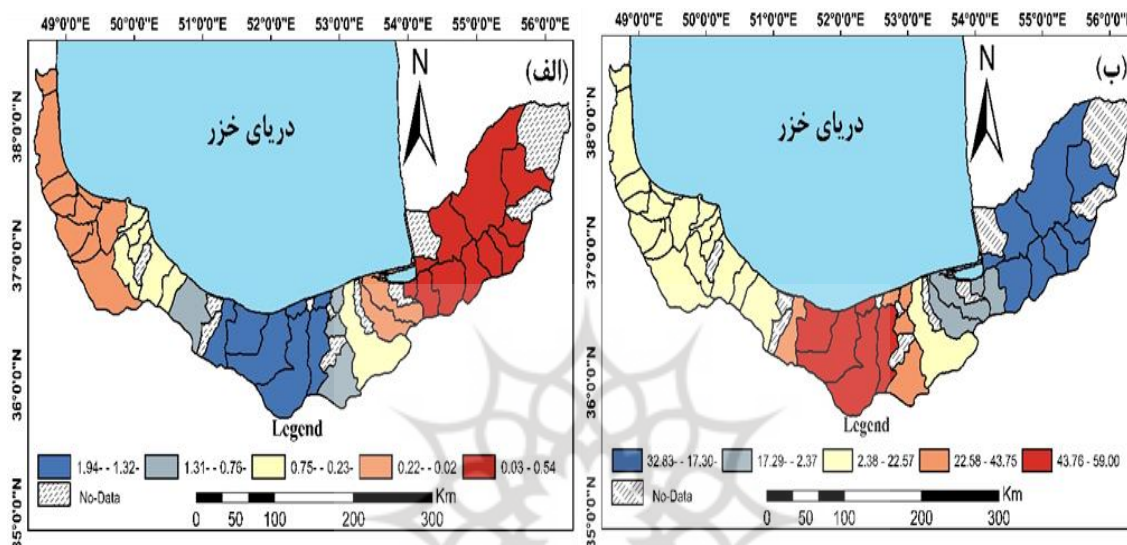 49°0'0"E 50°0'0"E 51°0'0"E 52°0'0"E 53°0'0"E 54°0'0"E 55°0'0"E 56°0'0"E
38°0'0"N
37°0'0"N
36°0'0"N
35°0'0"N
(الف)
N
دریای خزر
Legend
1.94- - 1.32-
1.31- - 0.76-
0.75- - 0.23-
0.22- - 0.02
0.03 - 0.54
No-Data
Km
0 50 100 200 300
49°0'0"E 50°0'0"E 51°0'0"E 52°0'0"E 53°0'0"E 54°0'0"E 55°0'0"E 56°0'0"E
38°0'0"N
37°0'0"N
36°0'0"N
35°0'0"N
(ب)
N
دریای خزر
Legend
32.83- - 17.30-
17.29- - 2.37
2.38 - 22.57
22.58 - 43.75
43.76 - 59.00
No-Data
Km
0 50 100 200 300